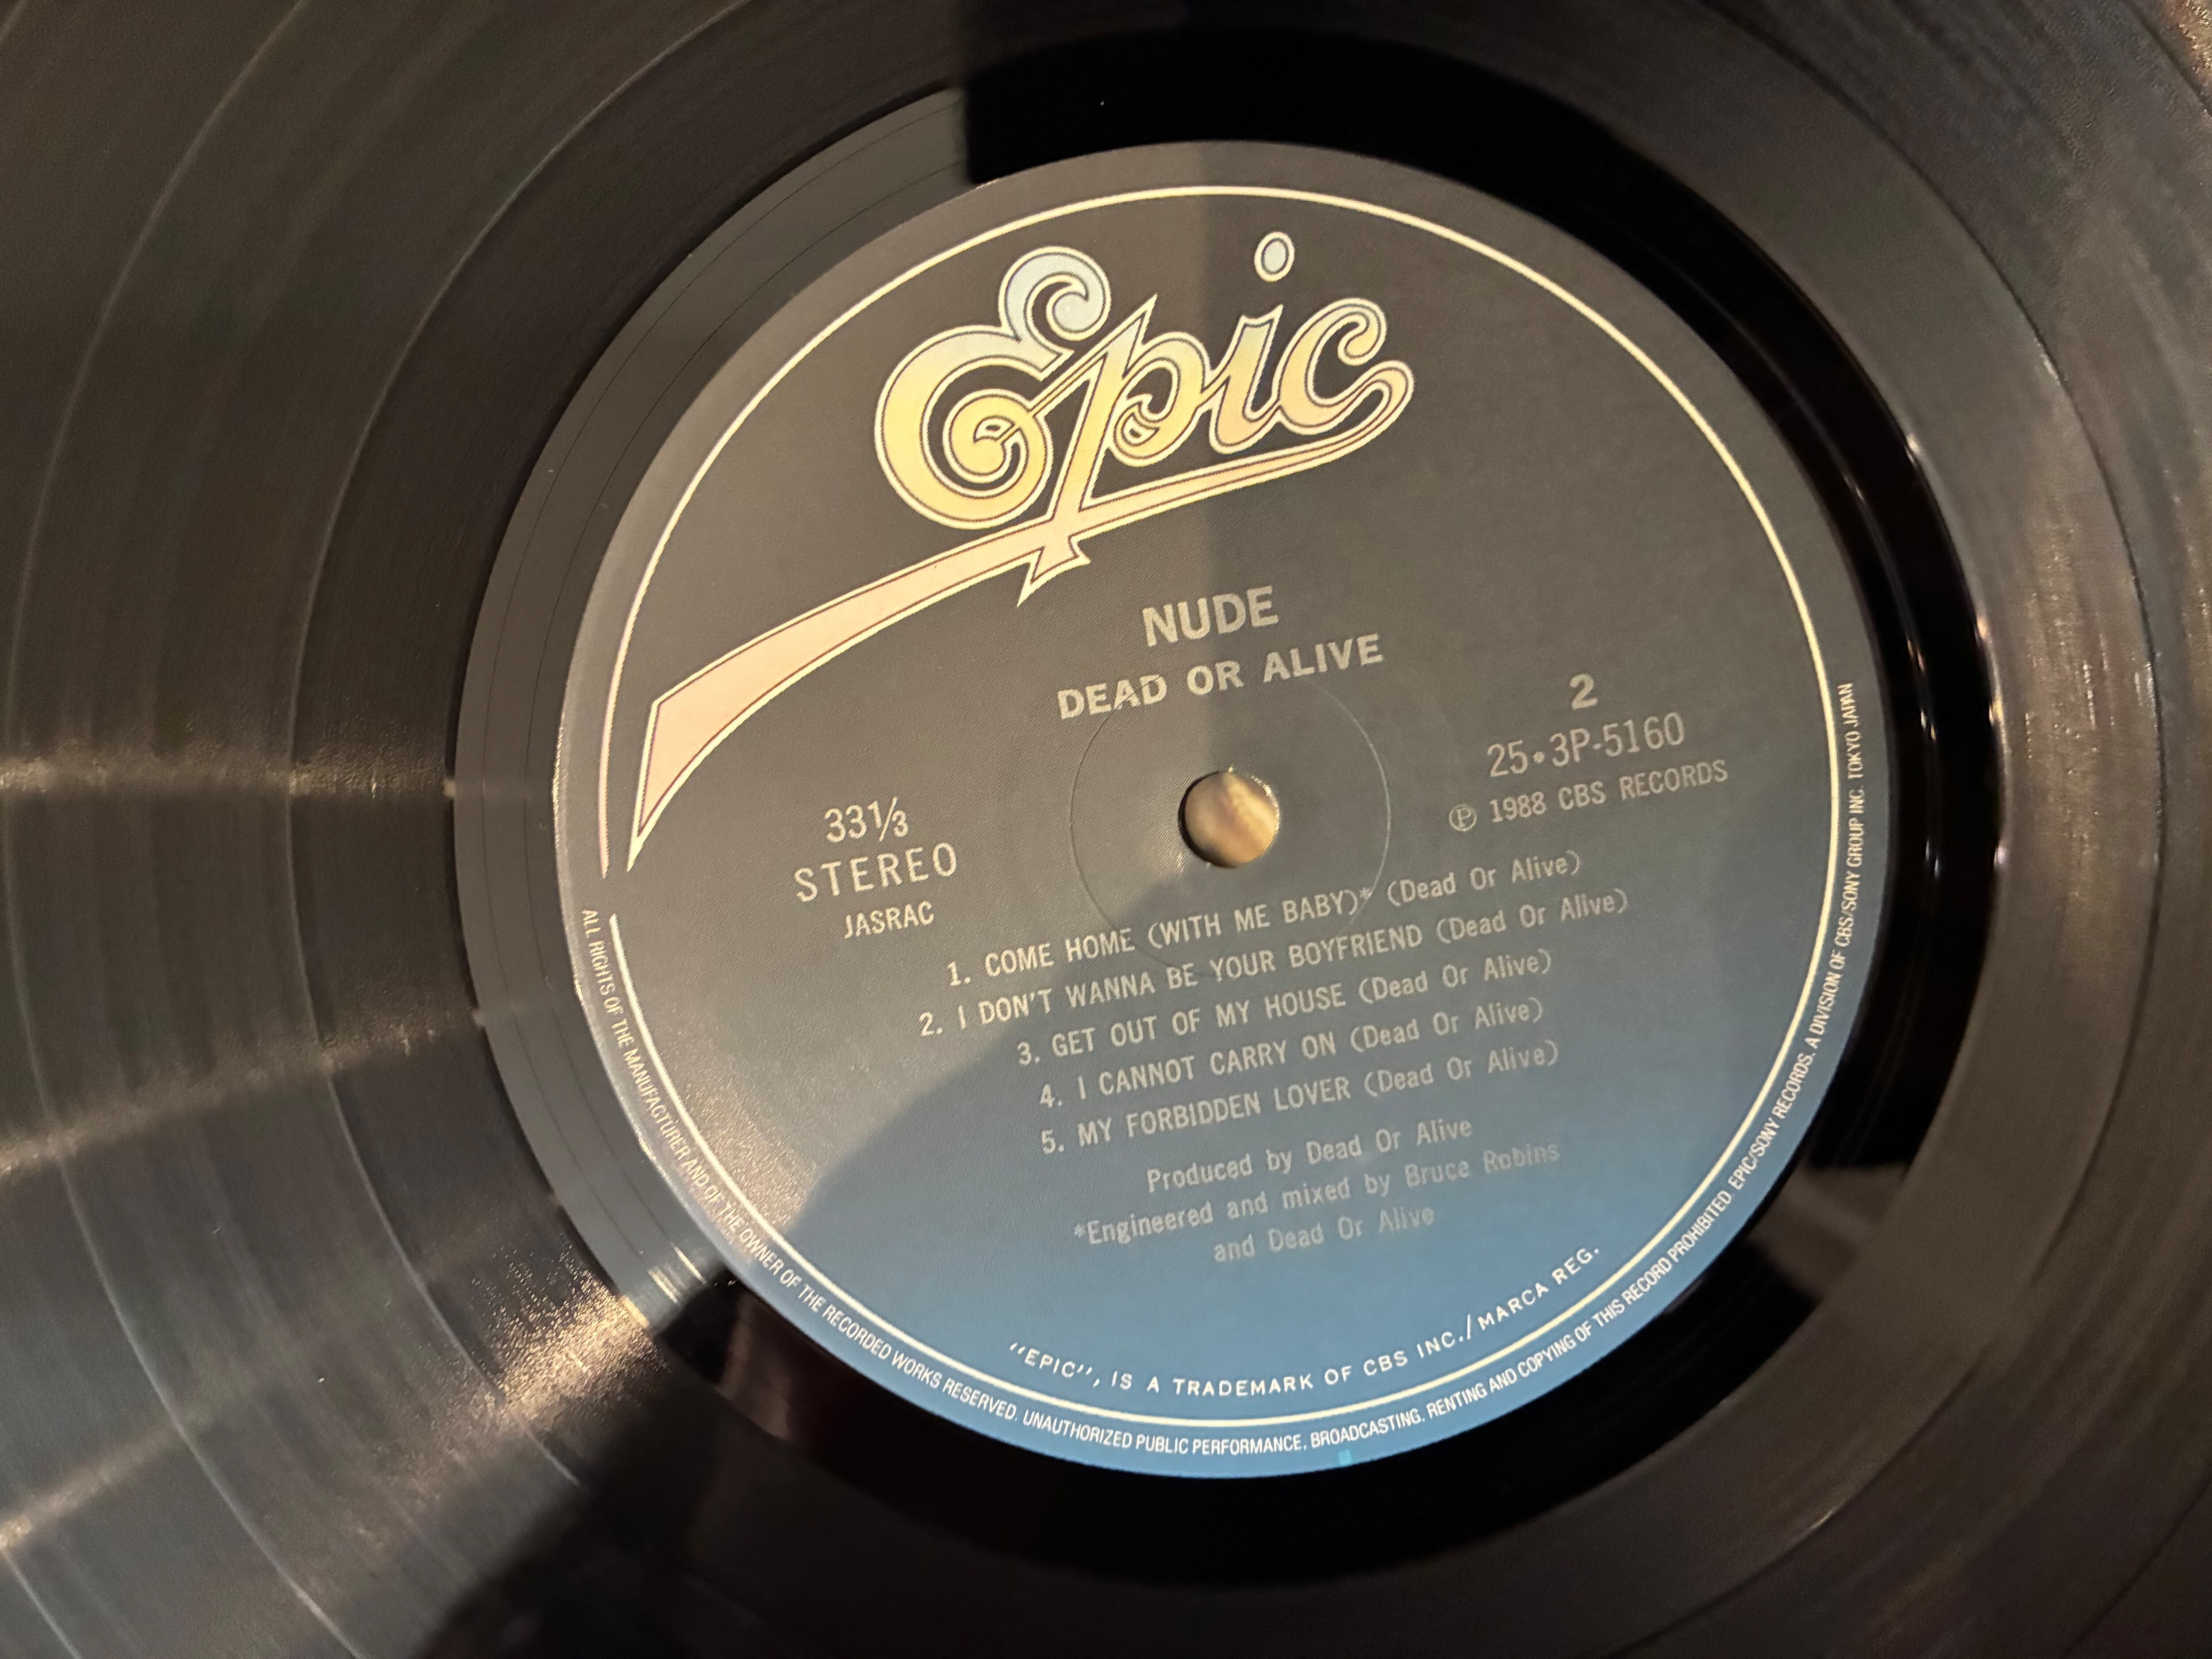 Epic
NUDE
DEAD OR ALIVE
2
25•3P-5160
Ⓟ 1988 CBS RECORDS
33⅓
STEREO
JASRAC
1. COME HOME (WITH ME BABY)* (Dead Or Alive)
2. I DON'T WANNA BE YOUR BOYFRIEND (Dead Or Alive)
3. GET OUT OF MY HOUSE (Dead Or Alive)
4. I CANNOT CARRY ON (Dead Or Alive)
5. MY FORBIDDEN LOVER (Dead Or Alive)
Produced by Dead Or Alive
*Engineered and mixed by Bruce Robins
and Dead Or Alive
"EPIC", IS A TRADEMARK OF CBS INC./MARCA REG.
ALL RIGHTS OF THE MANUFACTURER AND OF THE OWNER OF THE RECORDED WORKS RESERVED. UNAUTHORIZED PUBLIC PERFORMANCE, BROADCASTING, RENTING AND COPYING OF THIS RECORD PROHIBITED. EPIC/SONY RECORDS. A DIVISION OF CBS/SONY GROUP INC. TOKYO JAPAN